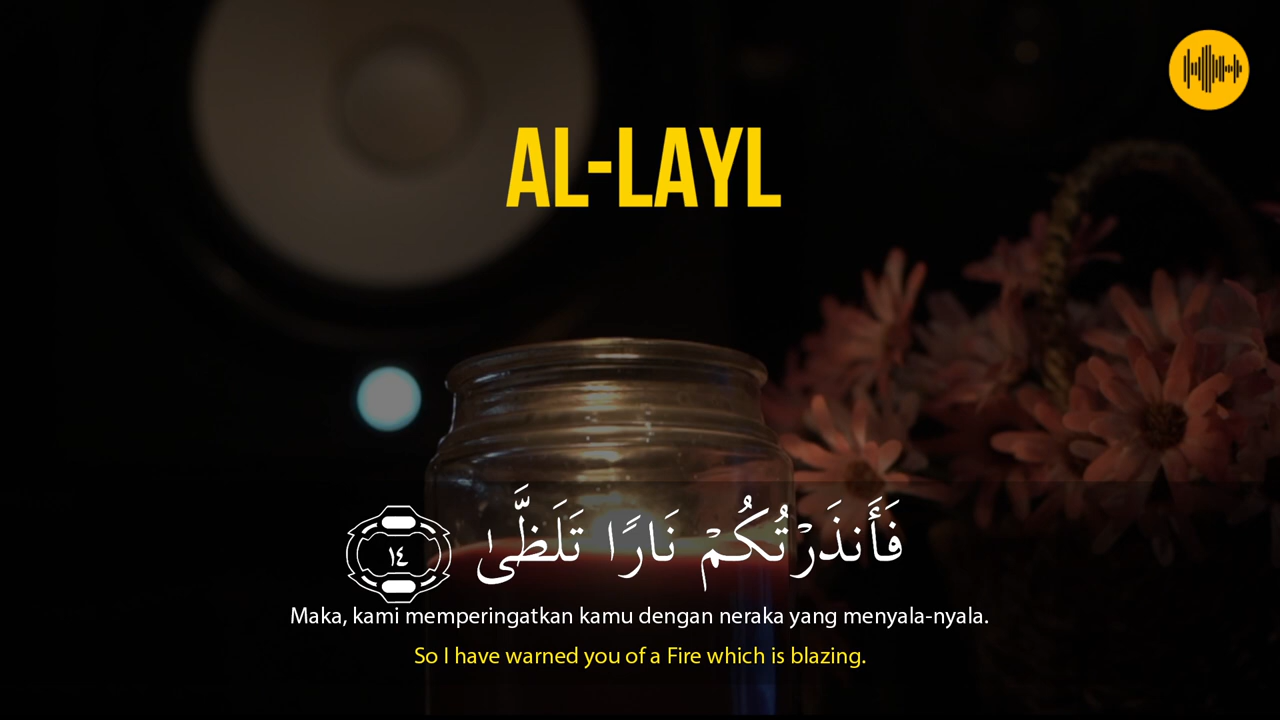 AL-LAYL
فَأَنذَرْتُكُمْ نَارًا تَلَظَّىٰ ١٤
Maka, kami memperingatkan kamu dengan neraka yang menyala-nyala.
So I have warned you of a Fire which is blazing.